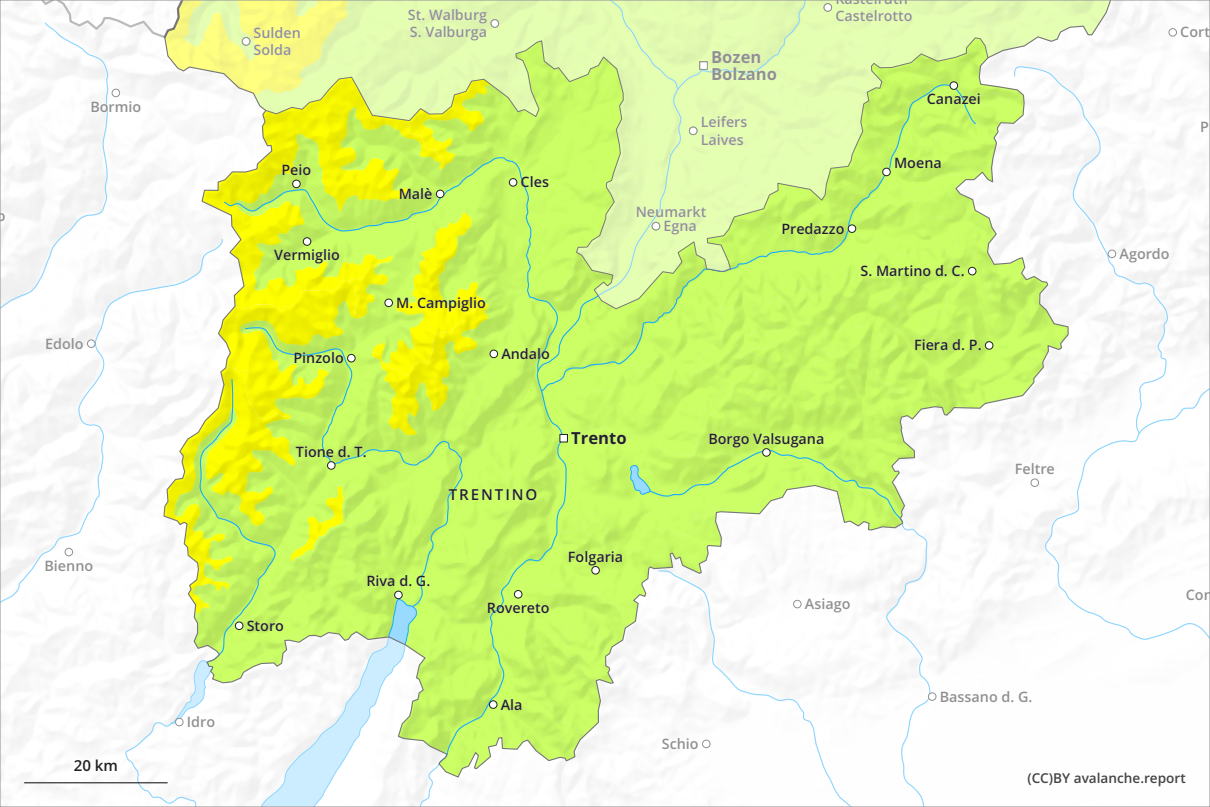 Kastelruth
Castelrotto
St. Walburg
S. Valburga
Sulden
Solda
Cort
Bozen
Bolzano
Bormio
Canazei
Leifers
Laives
Moena
Peio
Malè
Cles
Neumarkt
Egna
Predazzo
Vermiglio
Agordo
S. Martino d. C.
M. Campiglio
Edolo
Pinzolo
Andalo
Fiera d. P.
Trento
Borgo Valsugana
Tione d. T.
Feltre
TRENTINO
Bienno
Folgaria
Riva d. G.
Cor
Asiago
Rovereto
Storo
Bassano d. G.
Ala
Idro
Schio
20 km
(CC)BY avalanche.report